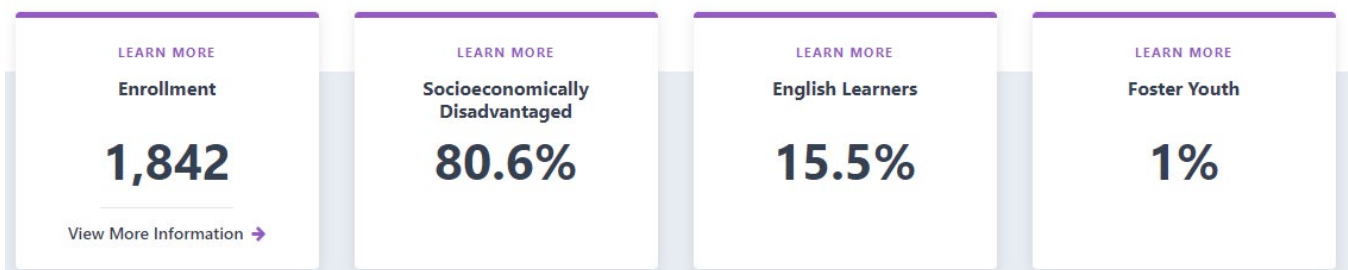 LEARN MORE
Enrollment
1,842
View More Information
LEARN MORE
Socioeconomically
Disadvantaged
80.6%
LEARN MORE
English Learners
15.5%
LEARN MORE
Foster Youth
1%